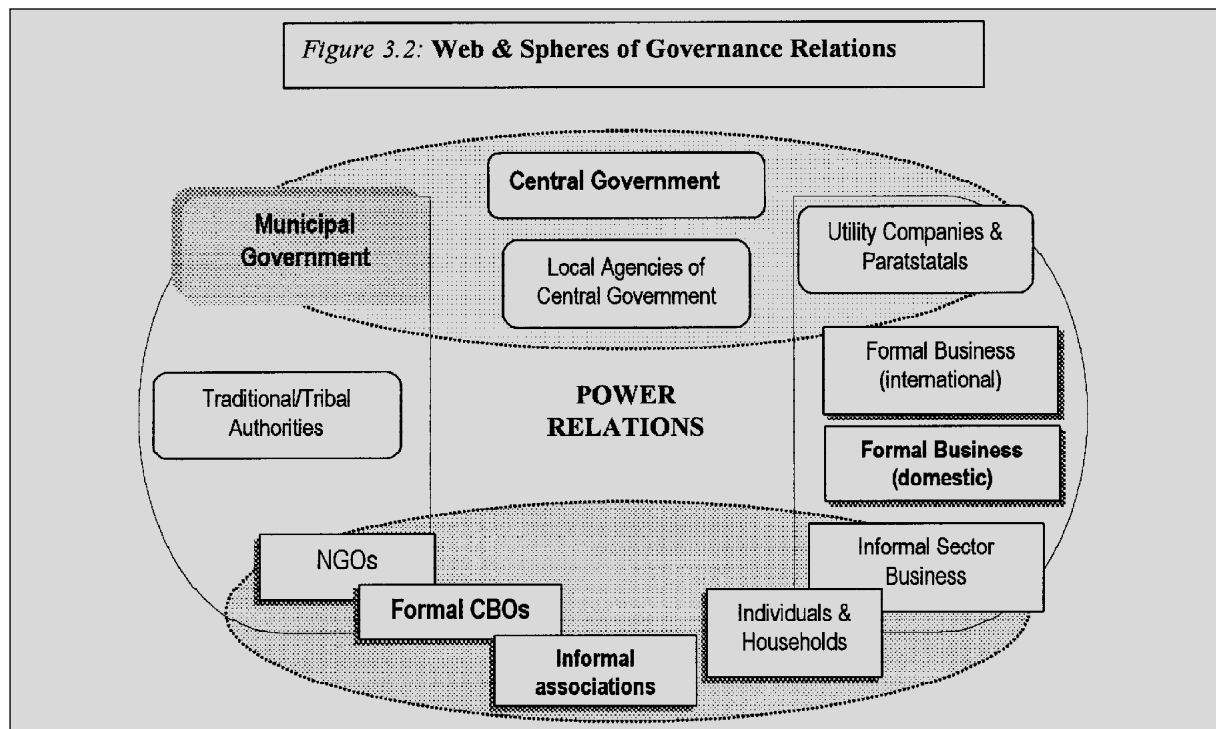 Figure 3.2: Web & Spheres of Governance Relations
Central Government
Municipal
Government
Utility Companies &
Paratstatals
Local Agencies of
Central Government
Formal Business
(international)
Traditional/Tribal
Authorities
POWER
RELATIONS
Formal Business
(domestic)
NGOs
Informal Sector
Business
Formal CBOs
Individuals &
Households
Informal
associations